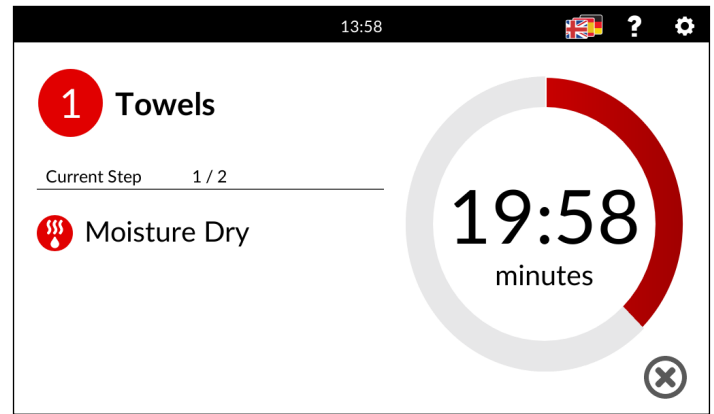 13:58
?
1 Towels
Current Step 1 / 2
Moisture Dry
19:58
minutes